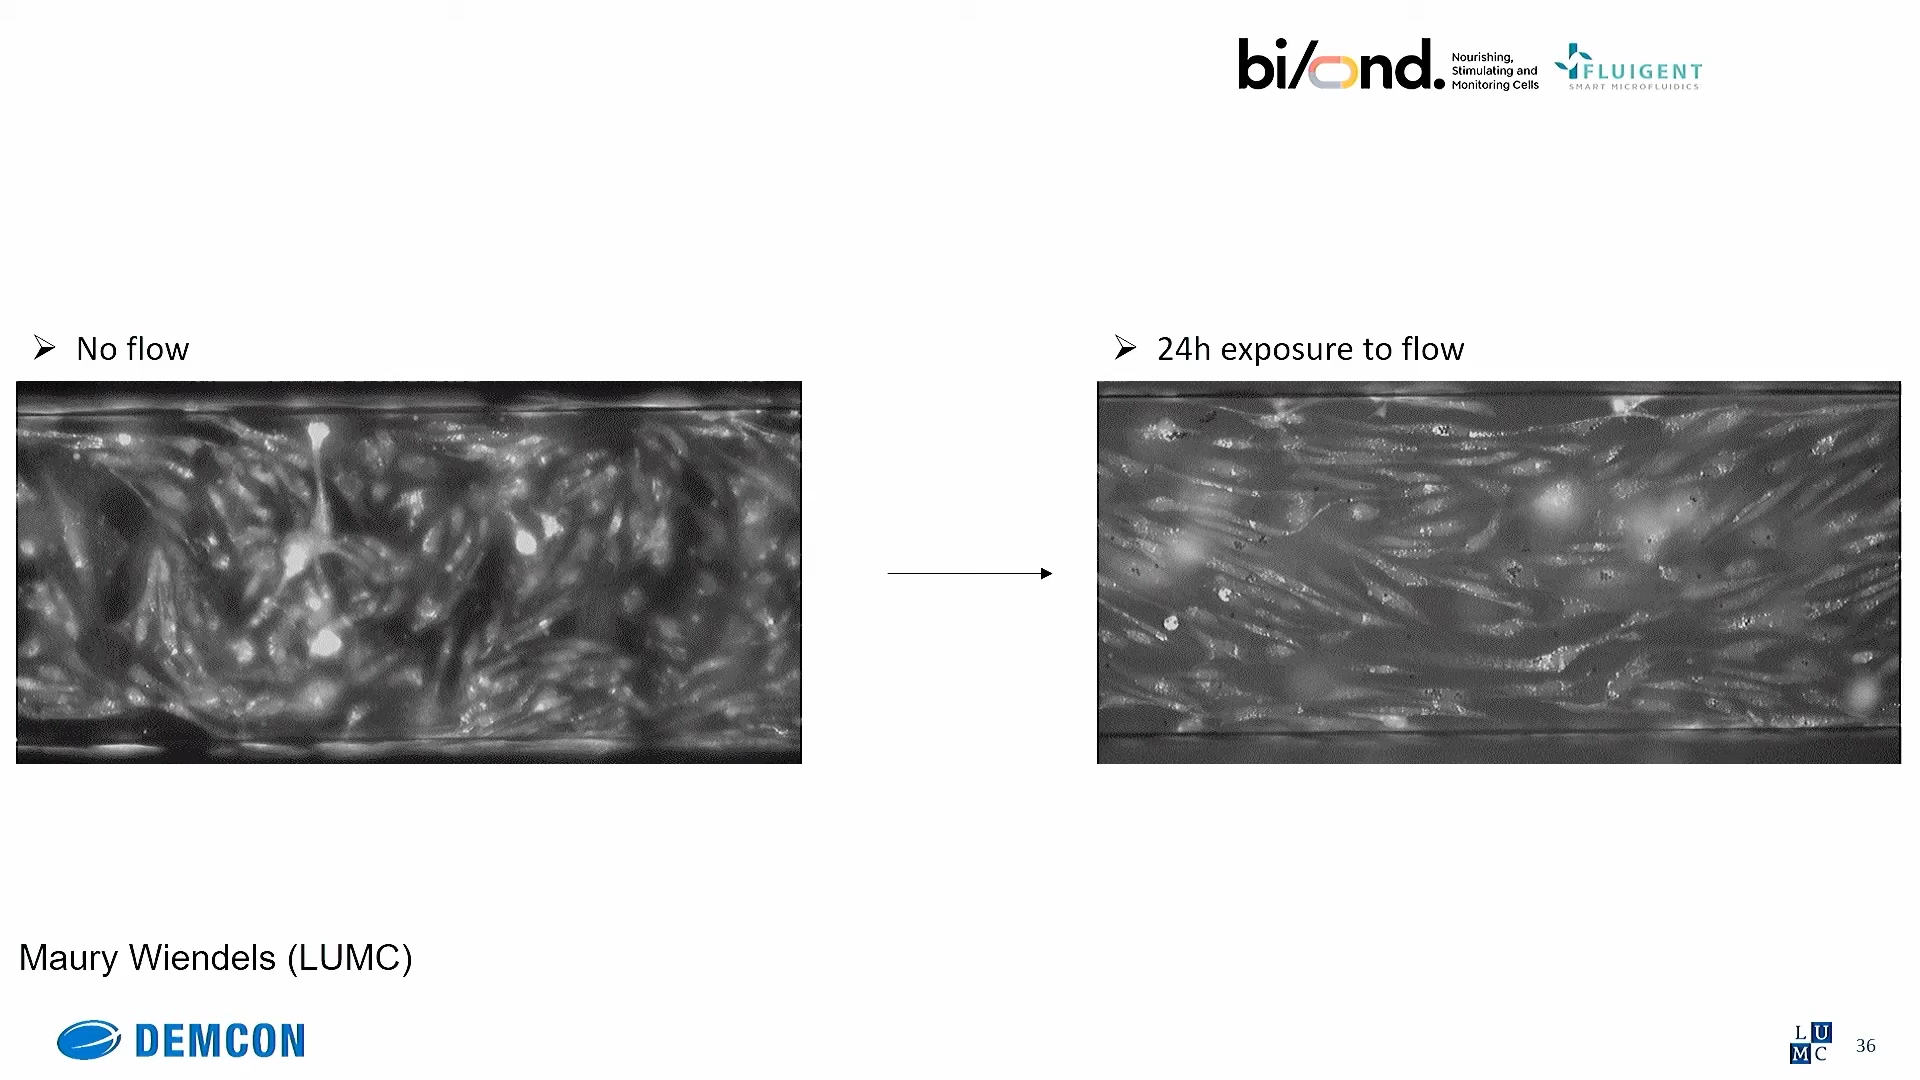 bi/ond.
Nourishing,
Stimulating and
Monitoring Cells
FLUIGENT
SMART MICROFLUIDICS
➢ No flow
➢ 24h exposure to flow
Maury Wiendels (LUMC)
DEMCON
L U
M C
36